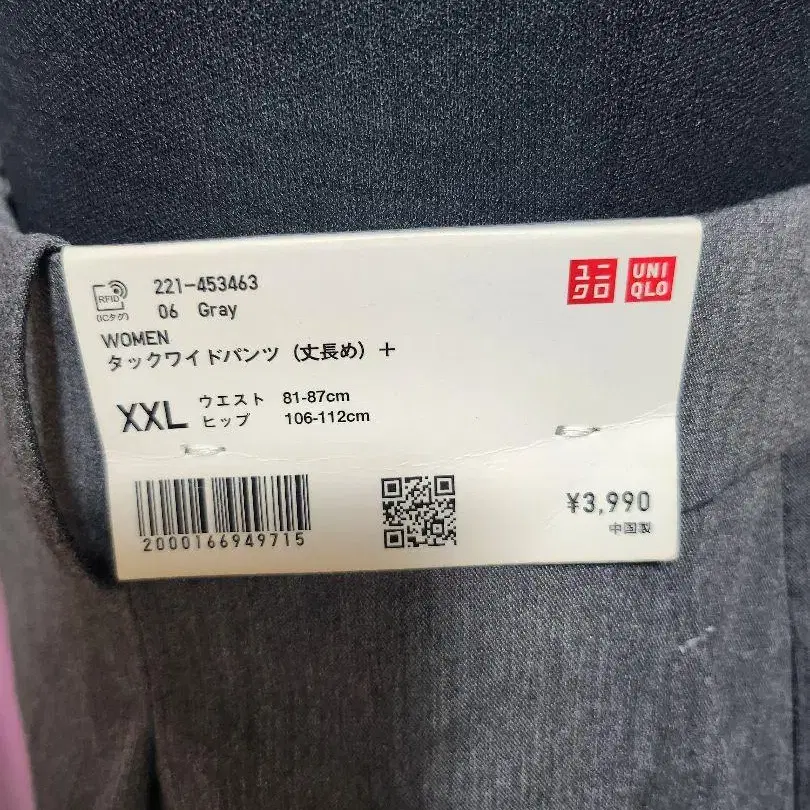 RFID
(ICタグ)
221-453463
06 Gray
ユニクロ
UNIQLO
WOMEN
タックワイドパンツ (丈長め) +
XXL
ウエスト 81-87cm
ヒップ 106-112cm
2000166949715
¥3,990
中国製